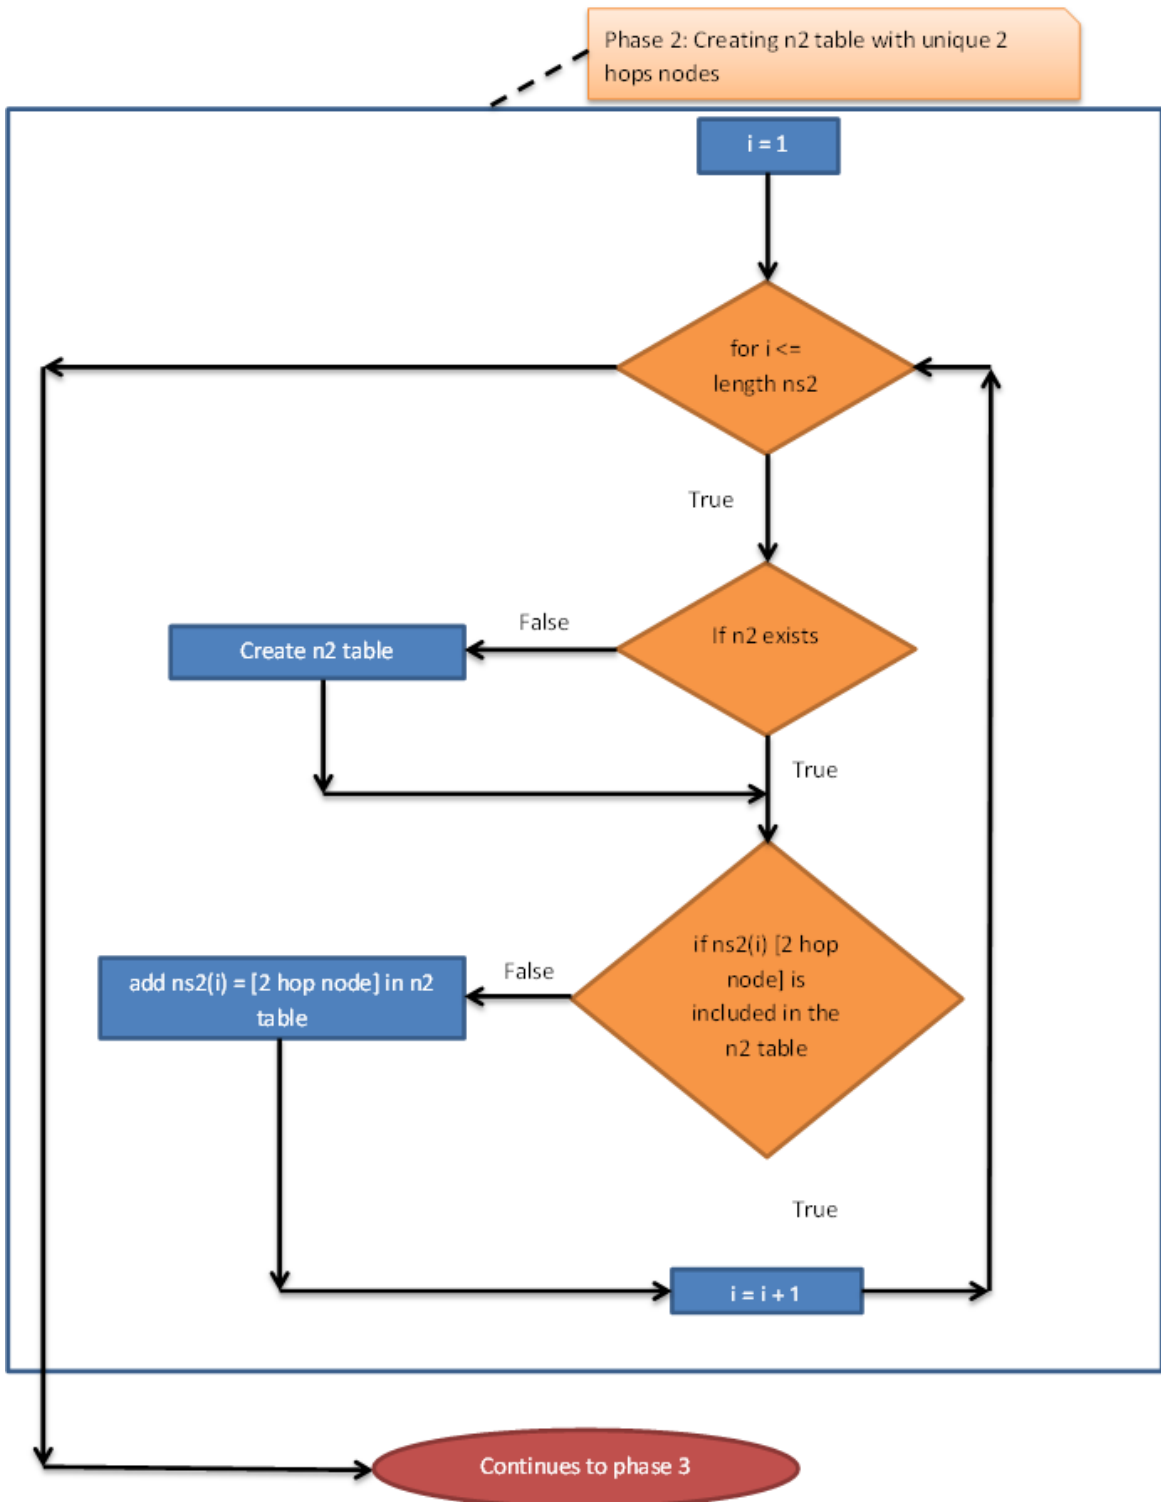 Phase 2: Creating n2 table with unique 2
hops nodes
i = 1
for i <=
length ns2
True
If n2 exists
False
Create n2 table
True
if ns2(i) [2 hop
node] is
included in the
n2 table
False
add ns2(i) = [2 hop node] in n2
table
True
i = i + 1
Continues to phase 3